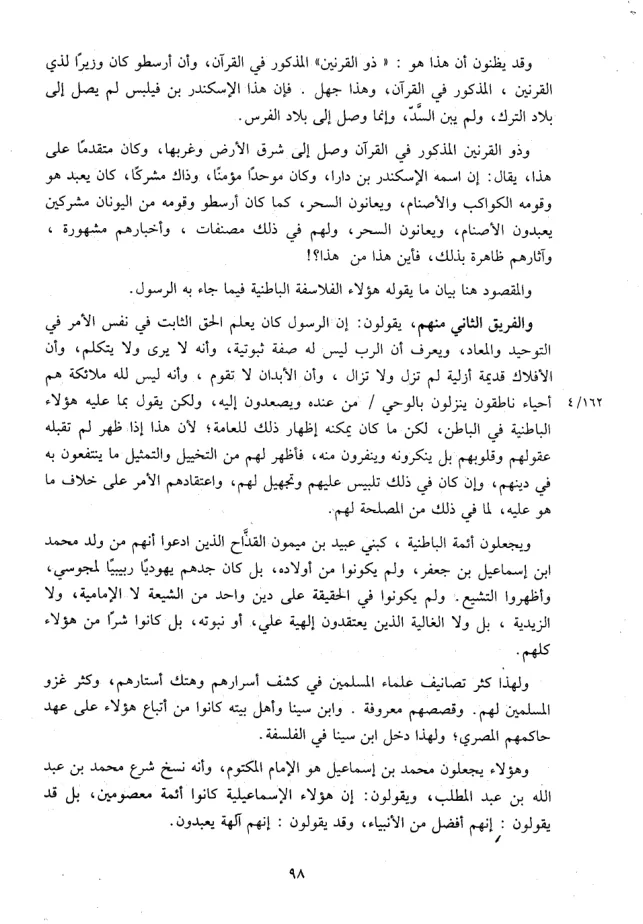 وقد يظنون أن هذا هو : « ذو القرنين» المذكور في القرآن، وأن أرسطو كان وزيرًا لذي
القرنين ، المذكور في القرآن، وهذا جهل . فإن هذا الإسكندر بن فيلبس لم يصل إلى
بلاد الترك، ولم يبن السَّدّ، وإنما وصل إلى بلاد الفرس.
وذو القرنين المذكور في القرآن وصل إلى شرق الأرض وغربها، وكان متقدمًا على
هذا، يقال: إن اسمه الإسكندر بن دارا، وكان موحدًا مؤمنًا، وذاك مشركًا، كان يعبد هو
وقومه الكواكب والأصنام، ويعانون السحر، كما كان أرسطو وقومه من اليونان مشركين
يعبدون الأصنام، ويعانون السحر، ولهم في ذلك مصنفات ، وأخبارهم مشهورة ،
وآثارهم ظاهرة بذلك، فأين هذا من هذا؟!
والمقصود هنا بيان ما يقوله هؤلاء الفلاسفة الباطنية فيما جاء به الرسول.
والفريق الثاني منهم، يقولون: إن الرسول كان يعلم الحق الثابت في نفس الأمر في
التوحيد والمعاد، ويعرف أن الرب ليس له صفة ثبوتية، وأنه لا يرى ولا يتكلم، وأن
الأفلاك قديمة أزلية لم تزل ولا تزال ، وأن الأبدان لا تقوم ، وأنه ليس لله ملائكة هم
٤/١٦٢ أحياء ناطقون ينزلون بالوحي / من عنده ويصعدون إليه، ولكن يقول بما عليه هؤلاء
الباطنية في الباطن، لكن ما كان يمكنه إظهار ذلك للعامة؛ لأن هذا إذا ظهر لم تقبله
عقولهم وقلوبهم بل ينكرونه وينفرون منه، فأظهر لهم من التخييل والتمثيل ما ينتفعون به
في دينهم، وإن كان في ذلك تلبيس عليهم وتجهيل لهم، واعتقادهم الأمر على خلاف ما
هو عليه، لما في ذلك من المصلحة لهم.
ويجعلون أئمة الباطنية ، كبني عبيد بن ميمون القدَّاح الذين ادعوا أنهم من ولد محمد
ابن إسماعيل بن جعفر، ولم يكونوا من أولاده، بل كان جدهم يهوديًا ربيبيًا لمجوسي،
وأظهروا التشيع. ولم يكونوا في الحقيقة على دين واحد من الشيعة لا الإمامية، ولا
الزيدية ، بل ولا الغالية الذين يعتقدون إلهية علي، أو نبوته، بل كانوا شرًا من هؤلاء
كلهم.
ولهذا كثر تصانيف علماء المسلمين في كشف أسرارهم وهتك أستارهم، وكثر غزو
المسلمين لهم. وقصصهم معروفة . وابن سينا وأهل بيته كانوا من أتباع هؤلاء على عهد
حاكمهم المصري؛ ولهذا دخل ابن سينا في الفلسفة.
وهؤلاء يجعلون محمد بن إسماعيل هو الإمام المكتوم، وأنه نسخ شرع محمد بن عبد
الله بن عبد المطلب، ويقولون: إن هؤلاء الإسماعيلية كانوا أئمة معصومين، بل قد
يقولون : إنهم أفضل من الأنبياء، وقد يقولون : إنهم آلهة يعبدون.
٩٨